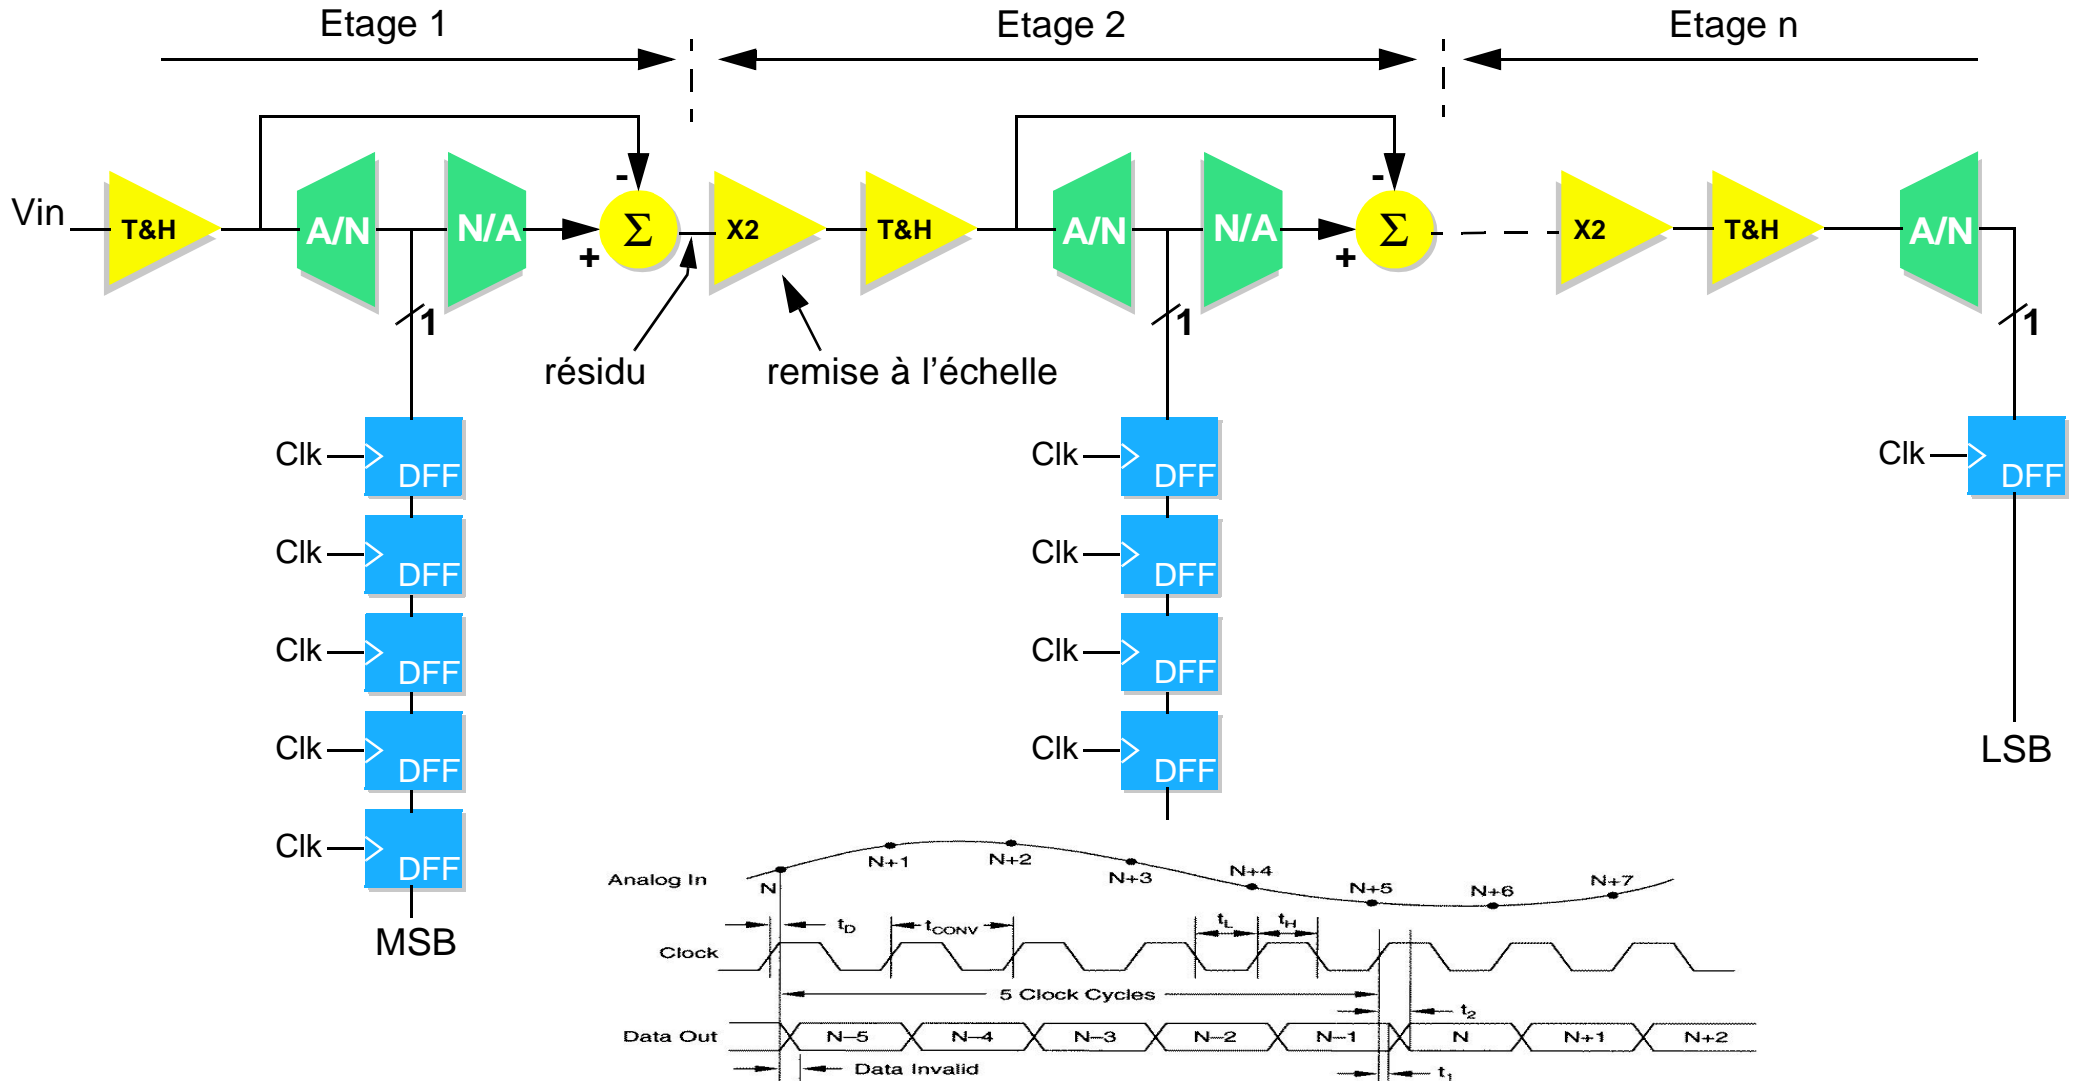 Etage 1
Etage 2
Etage n
Vin
T&H
A/N
N/A
-
+
Σ
X2
T&H
A/N
N/A
-
+
Σ
X2
T&H
A/N
1
1
1
résidu
remise à l'échelle
Clk
DFF
Clk
DFF
Clk
DFF
Clk
DFF
Clk
DFF
Clk
DFF
Clk
DFF
Clk
DFF
Clk
DFF
Clk
DFF
MSB
LSB
Analog In
N
N+1
N+2
N+3
N+4
N+5
N+6
N+7
tD
tCONV
tL
tH
Clock
5 Clock Cycles
t2
Data Out
N–5
N–4
N–3
N–2
N–1
N
N+1
N+2
Data Invalid
t1